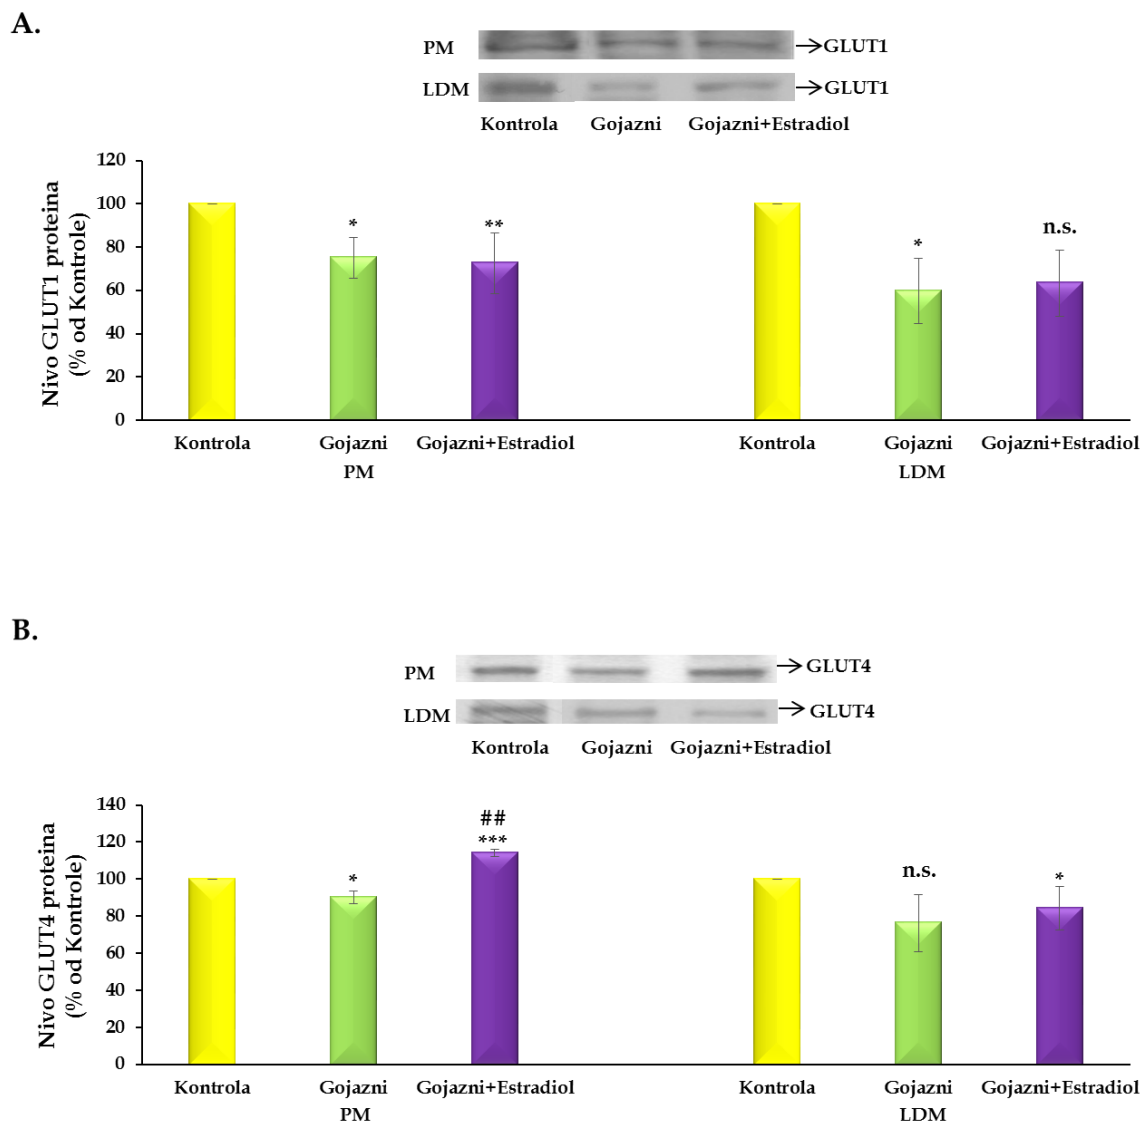 A.
PM
GLUT1
LDM
GLUT1
Kontrola Gojazni Gojazni+Estradiol
Nivo GLUT1 proteina
(% od Kontrole)
120
100
80
60
40
20
0
* ** * n.s.
Kontrola Gojazni Gojazni+Estradiol Kontrola Gojazni Gojazni+Estradiol
PM LDM
B.
PM
GLUT4
LDM
GLUT4
Kontrola Gojazni Gojazni+Estradiol
Nivo GLUT4 proteina
(% od Kontrole)
140
120
100
80
60
40
20
0
##
* *** n.s. *
Kontrola Gojazni Gojazni+Estradiol Kontrola Gojazni Gojazni+Estradiol
PM LDM